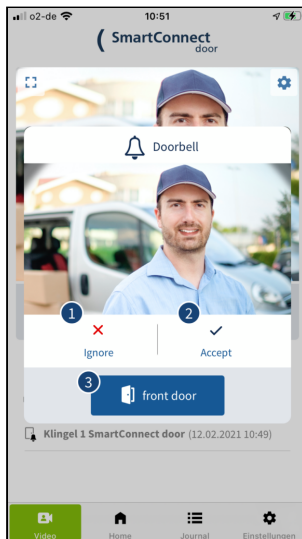 o2-de 10:51
( SmartConnect
door
Doorbell
1 2
Ignore Accept
3 front door
Klingel 1 SmartConnect door (12.02.2021 10:49)
Video Home Journal Einstellungen